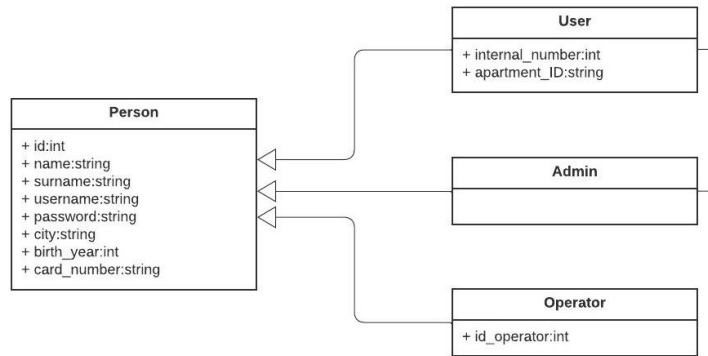 User
+ internal_number:int
+ apartment_ID:string
Person
+ id:int
+ name:string
+ surname:string
+ username:string
+ password:string
+ city:string
+ birth_year:int
+ card_number:string
Admin
Operator
+ id_operator:int